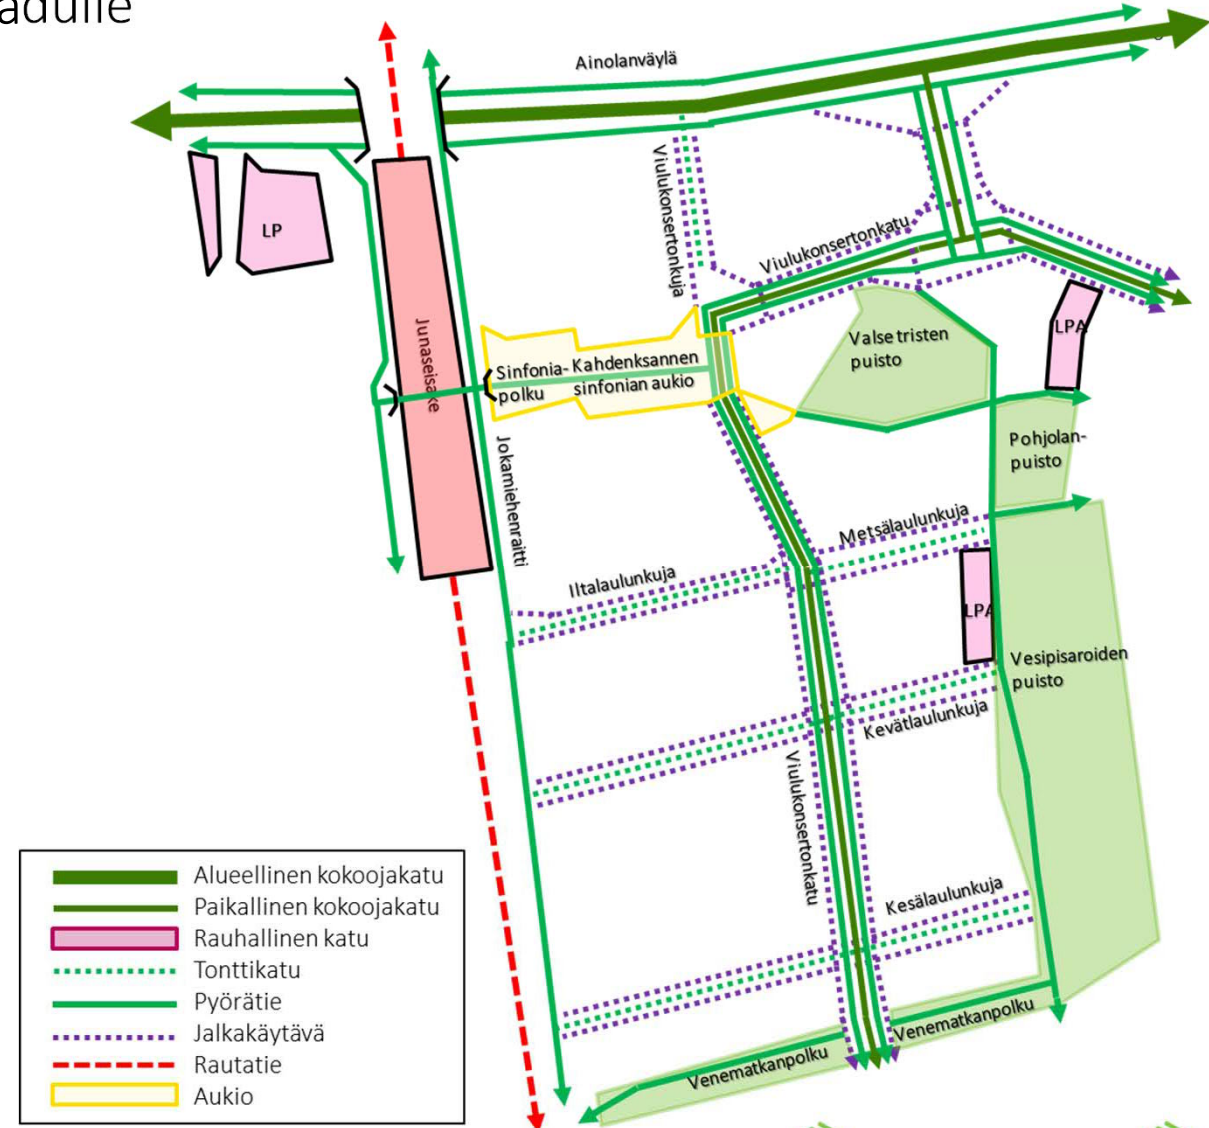 adulle
Ainolanväylä
Viulukonsertonkuja
LP
Viulukonsertonkatu
LPA
Junaseisake
Valse tristen
puisto
Sinfonia-
polku
Kahdenksannen
sinfonian aukio
Pohjolan-
puisto
Jokamiehenraitti
Metsälaulunkuja
Iltalaulunkuja
LPA
Vesipisaroiden
puisto
Kevätlaulunkuja
Viulukonsertonkatu
Kesälaulunkuja
Venematkanpolku
Venematkanpolku
Alueellinen kokoojakatu
Paikallinen kokoojakatu
Rauhallinen katu
Tonttikatu
Pyörätie
Jalkakäytävä
Rautatie
Aukio